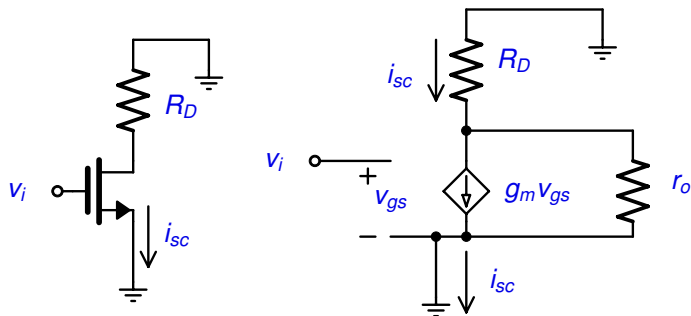 R_D
v_i
i_sc
i_sc
R_D
v_i
+
v_gs
g_m v_gs
r_o
−
i_sc